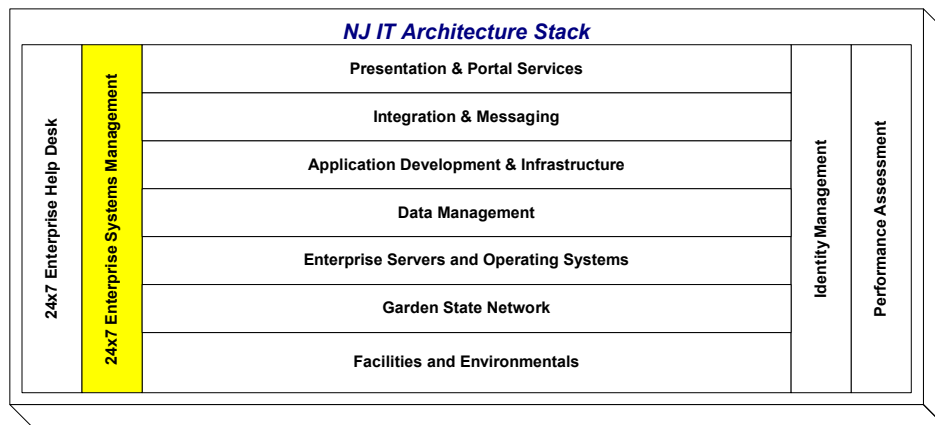 NJ IT Architecture Stack
24x7 Enterprise Help Desk
24x7 Enterprise Systems Management
Presentation & Portal Services
Integration & Messaging
Application Development & Infrastructure
Data Management
Enterprise Servers and Operating Systems
Garden State Network
Facilities and Environmentals
Identity Management
Performance Assessment